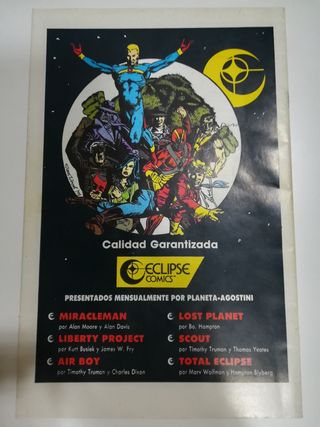 Calidad Garantizada
ECLIPSE
COMICS
PRESENTADOS MENSUALMENTE POR PLANETA-AGOSTINI
MIRACLEMAN
por Alan Moore y Alan Davis
LIBERTY PROJECT
por Kurt Busiek y James W. Fry
AIR BOY
por Timothy Truman y Charles Dixon
LOST PLANET
por Bo. Hampton
SCOUT
por Timothy Truman y Thomas Yeates
TOTAL ECLIPSE
por Marv Wolfman y Hampton Blyberg